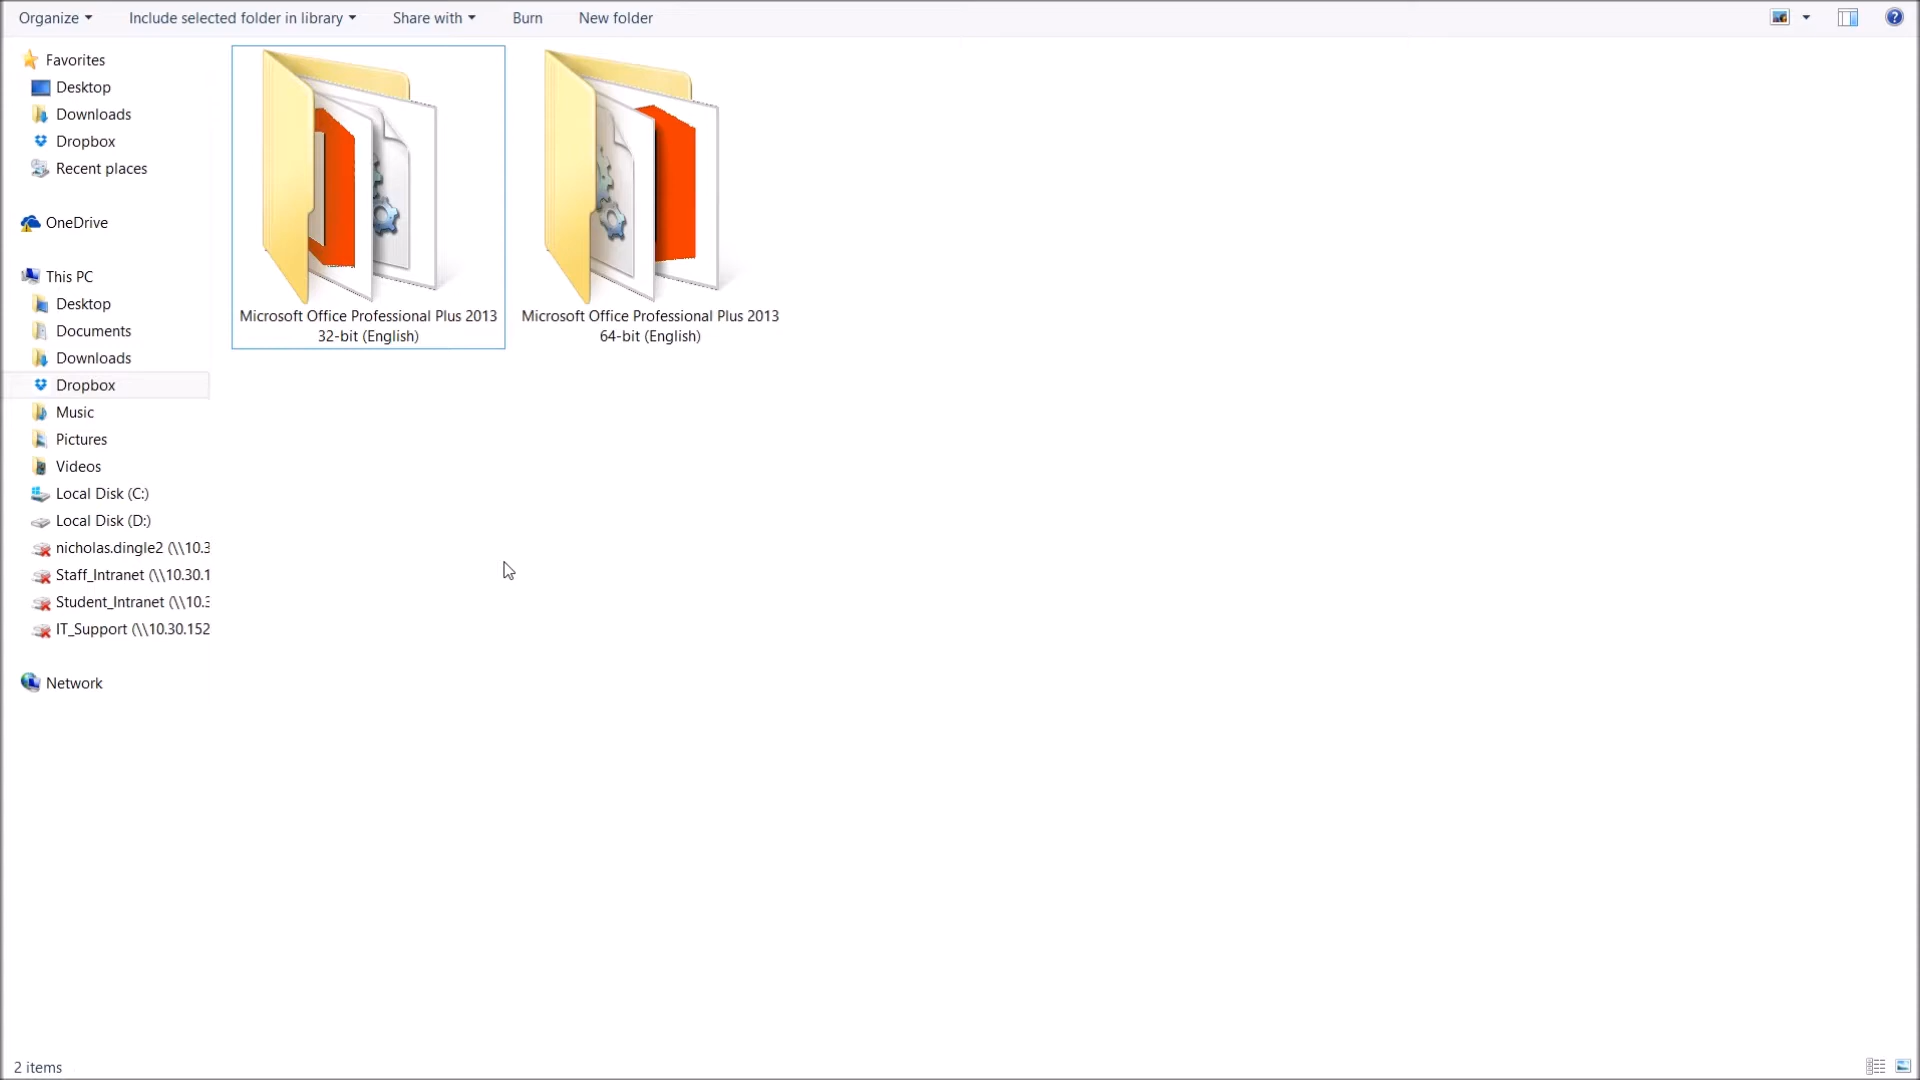 Organize
Include selected folder in library
Share with
Burn
New folder
Favorites
Desktop
Downloads
Dropbox
Recent places
OneDrive
This PC
Desktop
Documents
Downloads
Dropbox
Music
Pictures
Videos
Local Disk (C:)
Local Disk (D:)
nicholas.dingle2 (\\10.3
Staff_Intranet (\\10.30.1
Student_Intranet (\\10.3
IT_Support (\\10.30.152
Network
Microsoft Office Professional Plus 2013
32-bit (English)
Microsoft Office Professional Plus 2013
64-bit (English)
2 items